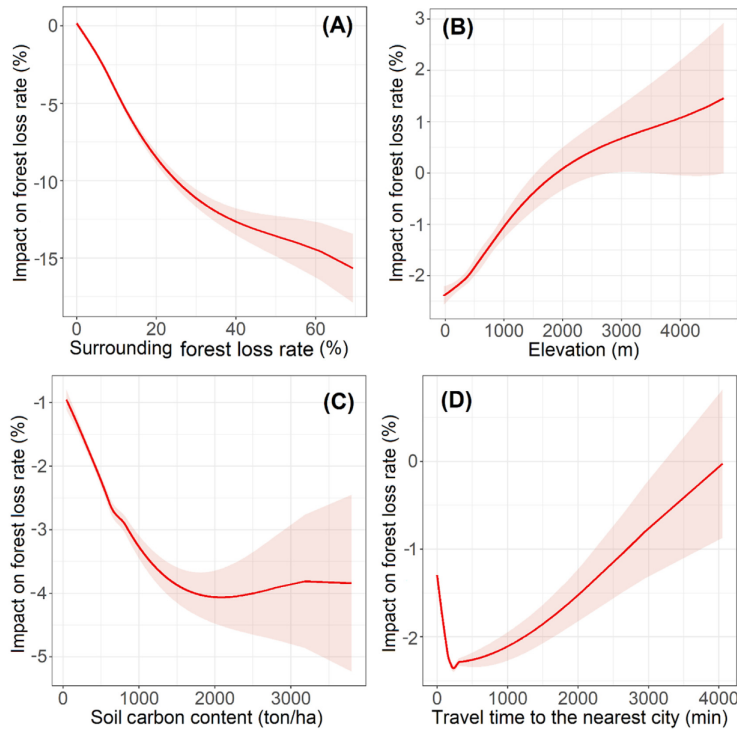 (A)
Impact on forest loss rate (%)
0
-5
-10
-15
0 20 40 60
Surrounding forest loss rate (%)
(B)
Impact on forest loss rate (%)
3
2
1
0
-1
-2
0 1000 2000 3000 4000
Elevation (m)
(C)
Impact on forest loss rate (%)
-1
-2
-3
-4
-5
0 1000 2000 3000
Soil carbon content (ton/ha)
(D)
Impact on forest loss rate (%)
0
-1
-2
0 1000 2000 3000 4000
Travel time to the nearest city (min)